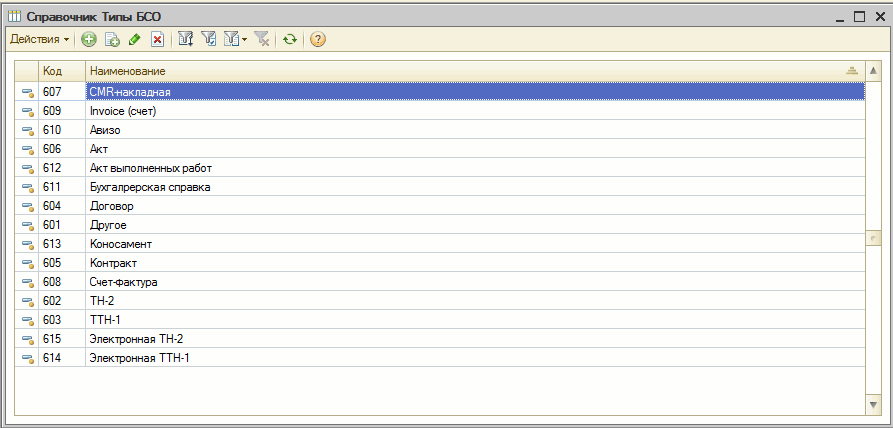 Справочник Типы БСО
Действия
Код Наименование
607 CMR-накладная
609 Invoice (счет)
610 Авизо
606 Акт
612 Акт выполненных работ
611 Бухгалрерская справка
604 Договор
601 Другое
613 Коносамент
605 Контракт
608 Счет-фактура
602 ТН-2
603 ТТН-1
615 Электронная ТН-2
614 Электронная ТТН-1